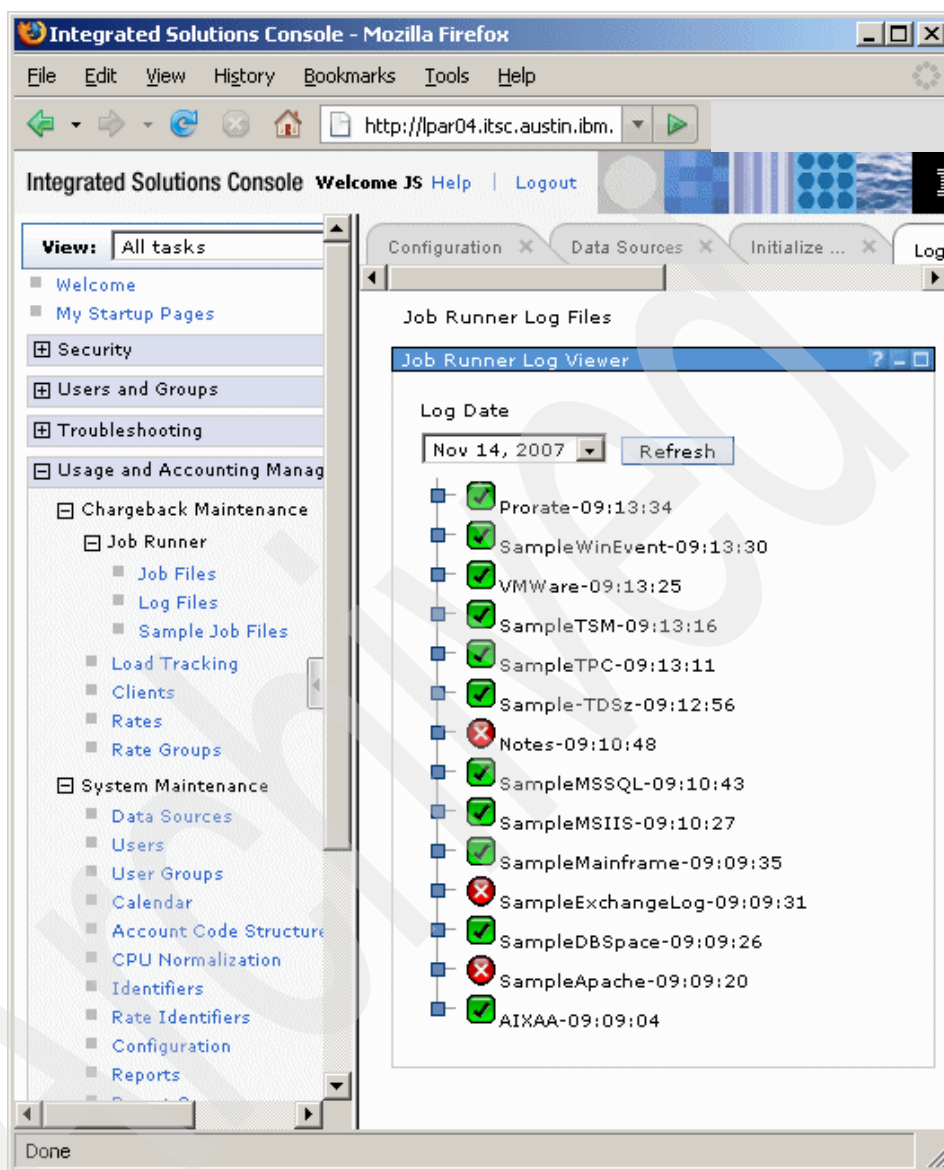 Integrated Solutions Console - Mozilla Firefox
File Edit View History Bookmarks Tools Help
http://lpar04.itsc.austin.ibm.
Integrated Solutions Console Welcome JS Help | Logout
View: All tasks
Welcome
My Startup Pages
Security
Users and Groups
Troubleshooting
Usage and Accounting Manag
Chargeback Maintenance
Job Runner
Job Files
Log Files
Sample Job Files
Load Tracking
Clients
Rates
Rate Groups
System Maintenance
Data Sources
Users
User Groups
Calendar
Account Code Structure
CPU Normalization
Identifiers
Rate Identifiers
Configuration
Reports
Configuration Data Sources Initialize ... Log
Job Runner Log Files
Job Runner Log Viewer ?
Log Date
Nov 14, 2007 Refresh
Prorate-09:13:34
SampleWinEvent-09:13:30
VMWare-09:13:25
SampleTSM-09:13:16
SampleTPC-09:13:11
Sample-TDSz-09:12:56
Notes-09:10:48
SampleMSSQL-09:10:43
SampleMSIIS-09:10:27
SampleMainframe-09:09:35
SampleExchangeLog-09:09:31
SampleDBSpace-09:09:26
SampleApache-09:09:20
AIXAA-09:09:04
Done
Archived